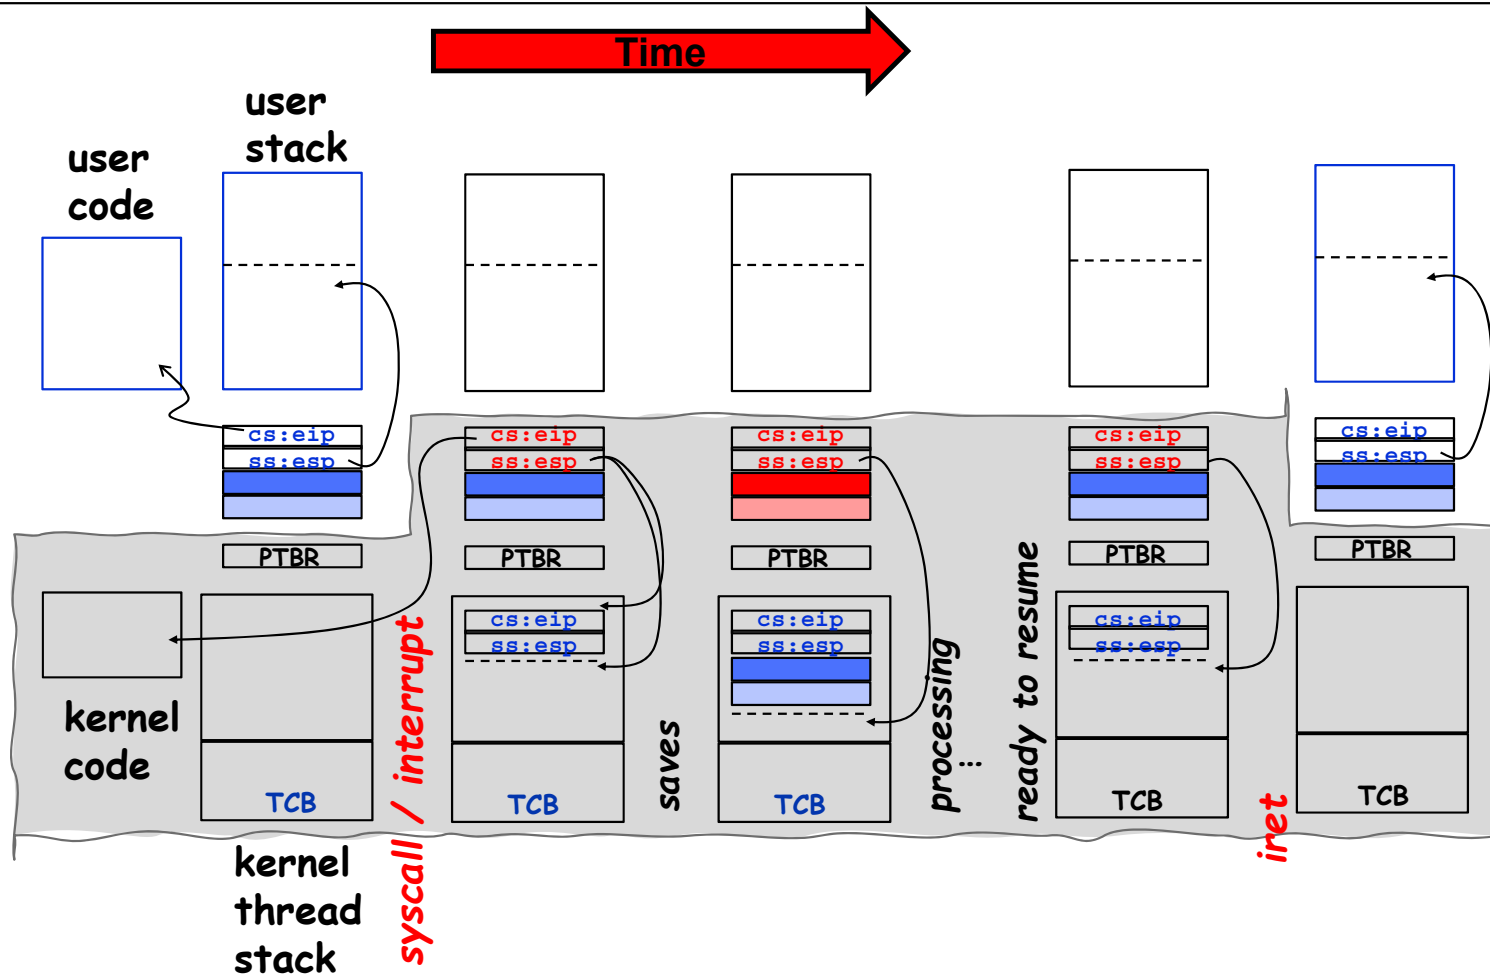 Time
user
stack
user
code
cs:eip
ss:esp
cs:eip
ss:esp
cs:eip
ss:esp
cs:eip
ss:esp
cs:eip
ss:esp
PTBR
PTBR
PTBR
PTBR
PTBR
cs:eip
ss:esp
cs:eip
ss:esp
cs:eip
ss:esp
kernel
code
TCB
TCB
TCB
TCB
TCB
syscall / interrupt
saves
processing
...
ready to resume
iret
kernel
thread
stack